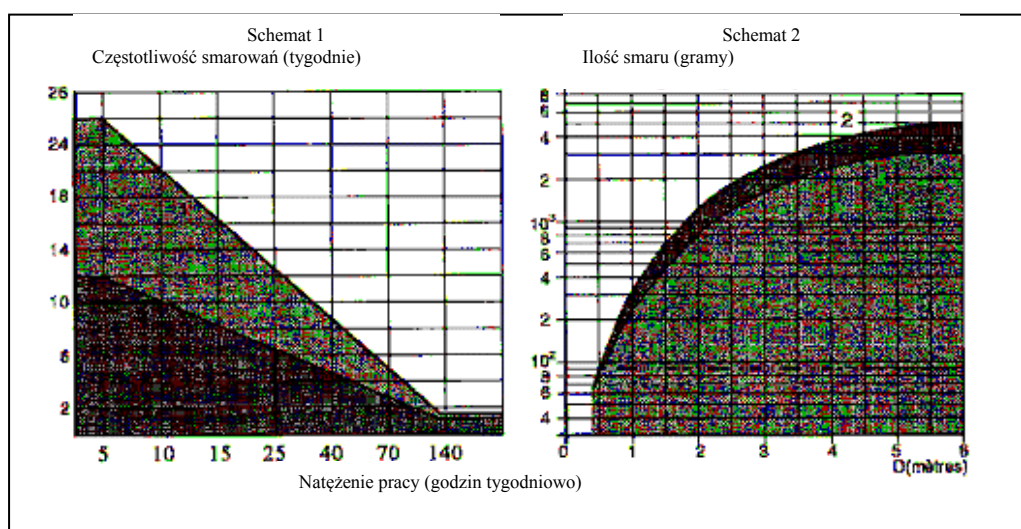 Schemat 1
Częstotliwość smarowań (tygodnie)
26
24
18
14
10
6
2
5 10 15 25 40 70 140
Schemat 2
Ilość smaru (gramy)
8
6
4
2
10³
8
6
4
2
10²
8
6
4
2
0 1 2 3 4 5 6
D(mètres)
Natężenie pracy (godzin tygodniowo)